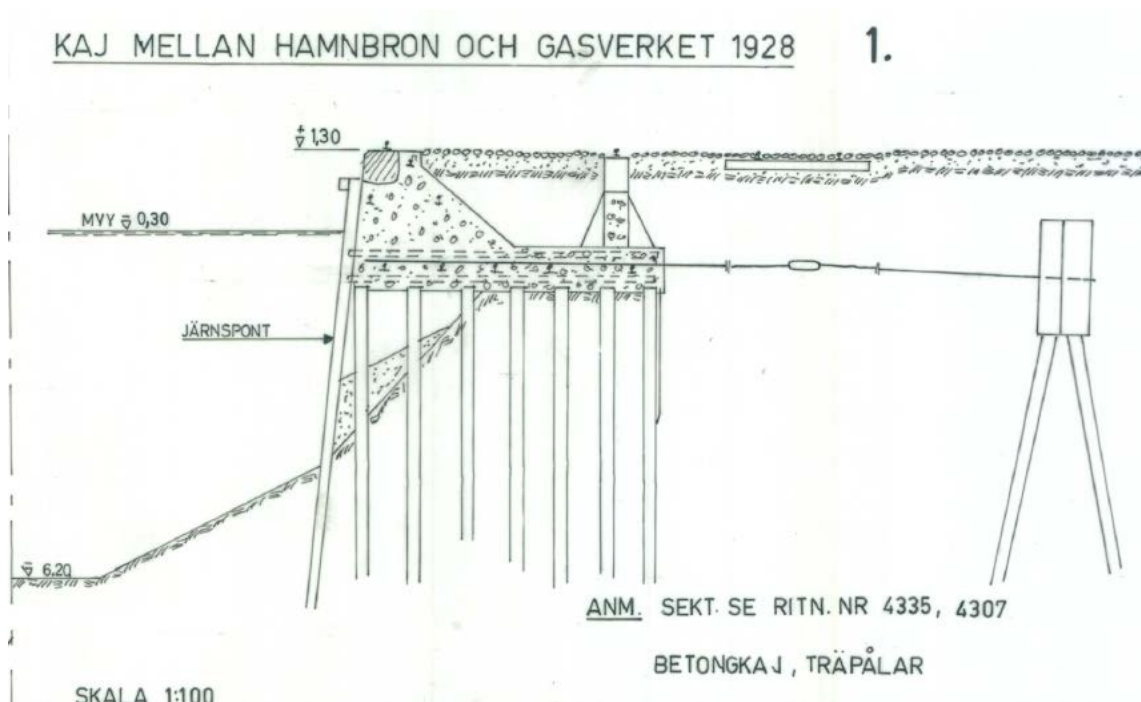 KAJ MELLAN HAMNBRON OCH GASVERKET 1928 1.
+ 1,30
MVY - 0,30
JÄRNSPONT
- 6,20
ANM. SEKT. SE RITN. NR 4335, 4307
BETONGKAJ, TRÄPÅLAR
SKALA 1:100